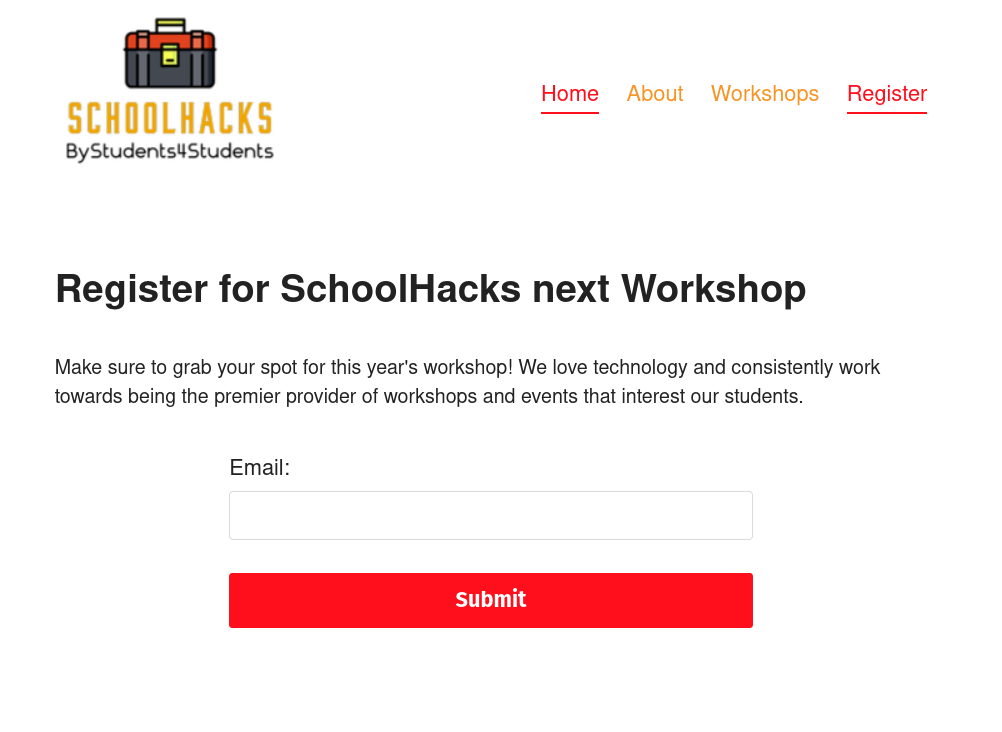 SCHOOLHACKS
ByStudents4Students
Home About Workshops Register
Register for SchoolHacks next Workshop
Make sure to grab your spot for this year's workshop! We love technology and consistently work
towards being the premier provider of workshops and events that interest our students.
Email:
Submit